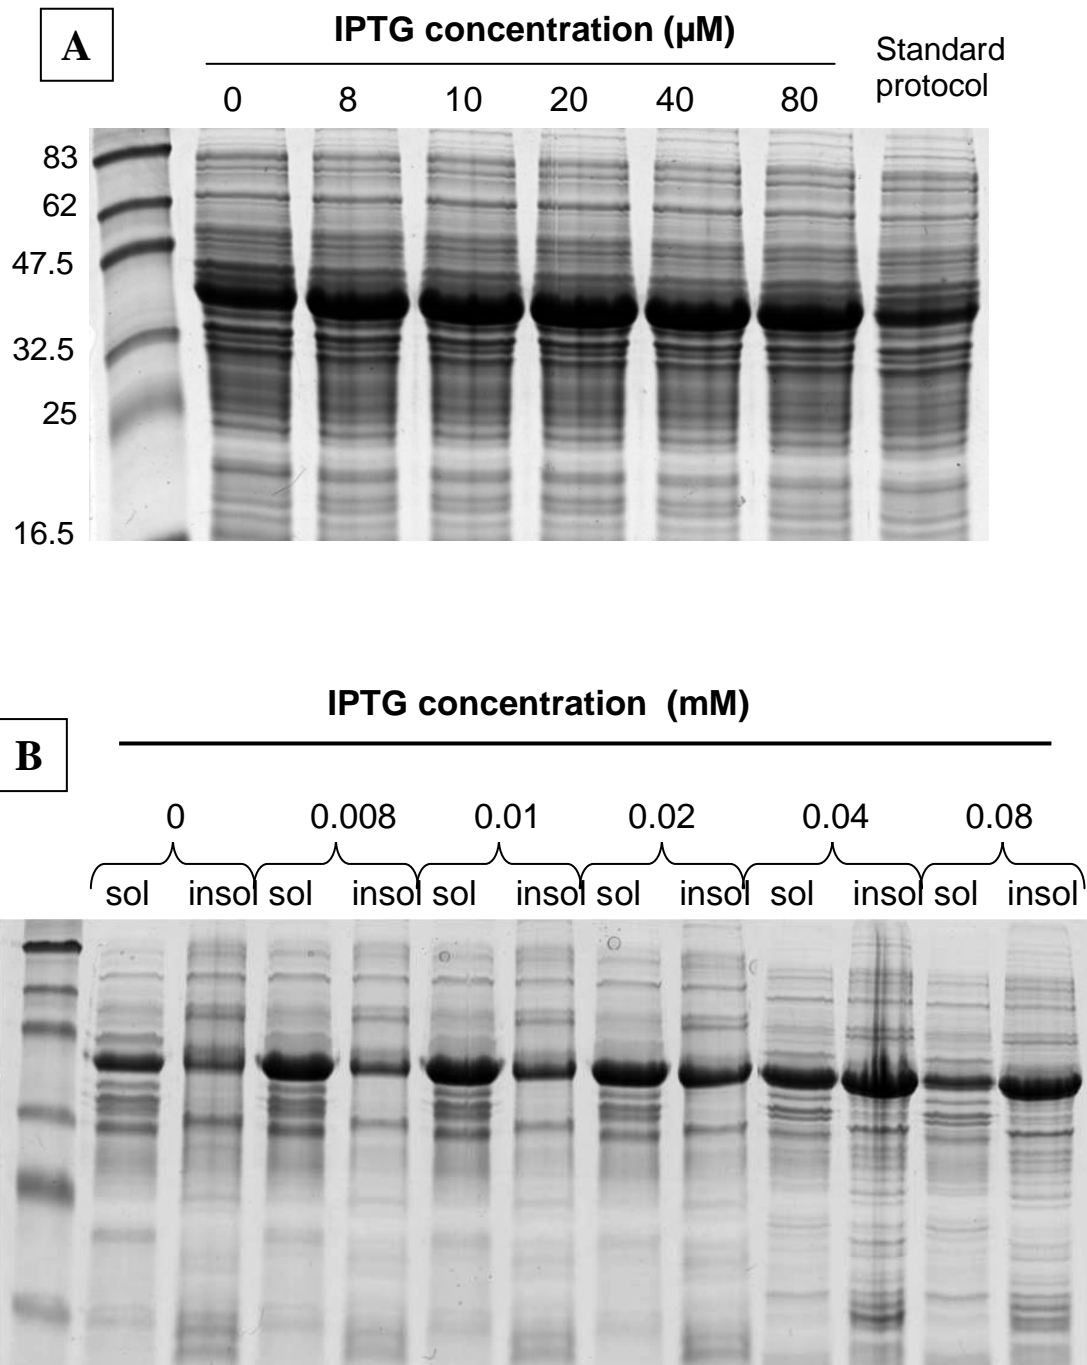 A
IPTG concentration (µM)
Standard
protocol
0 8 10 20 40 80
83
62
47.5
32.5
25
16.5
IPTG concentration (mM)
B
0 0.008 0.01 0.02 0.04 0.08
sol insol sol insol sol insol sol insol sol insol sol insol